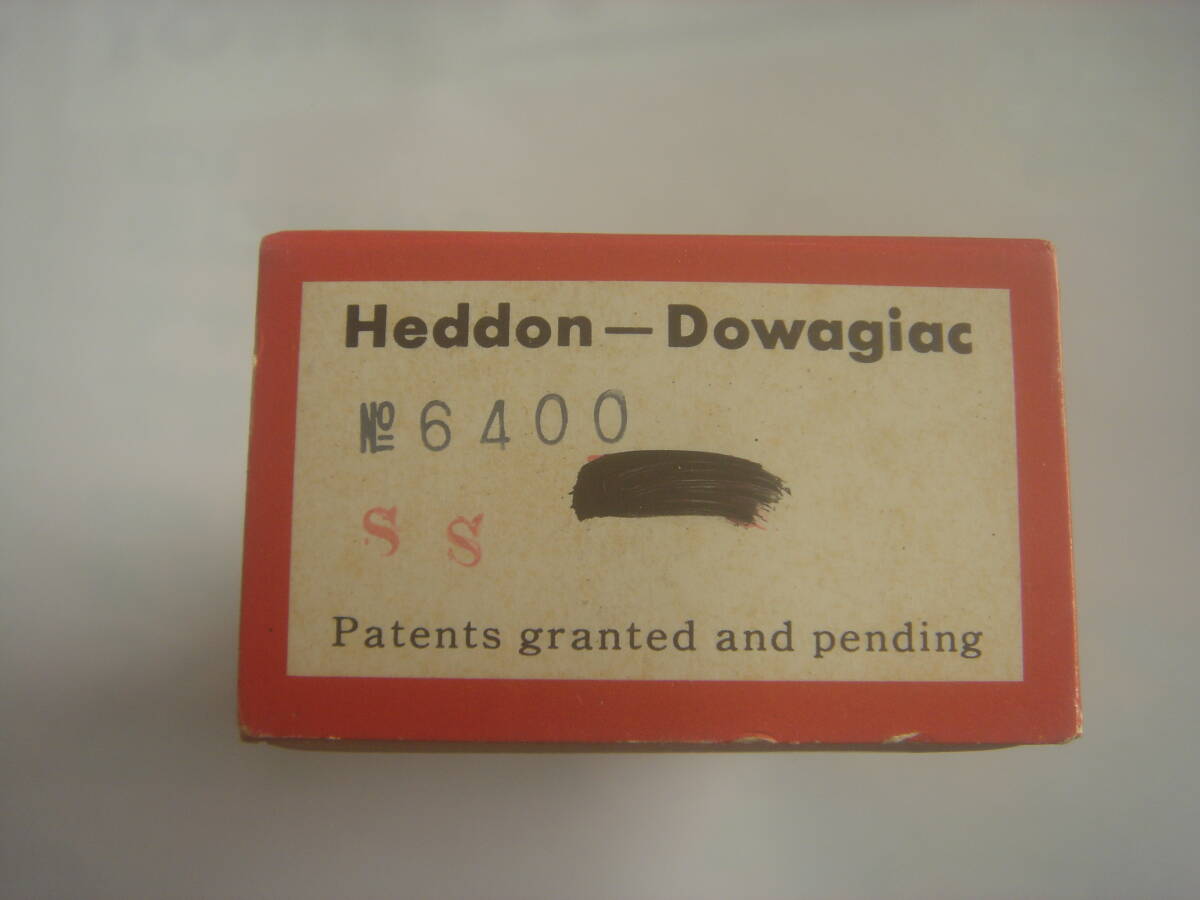 Heddon — Dowagiac
№ 6400
S S
Patents granted and pending